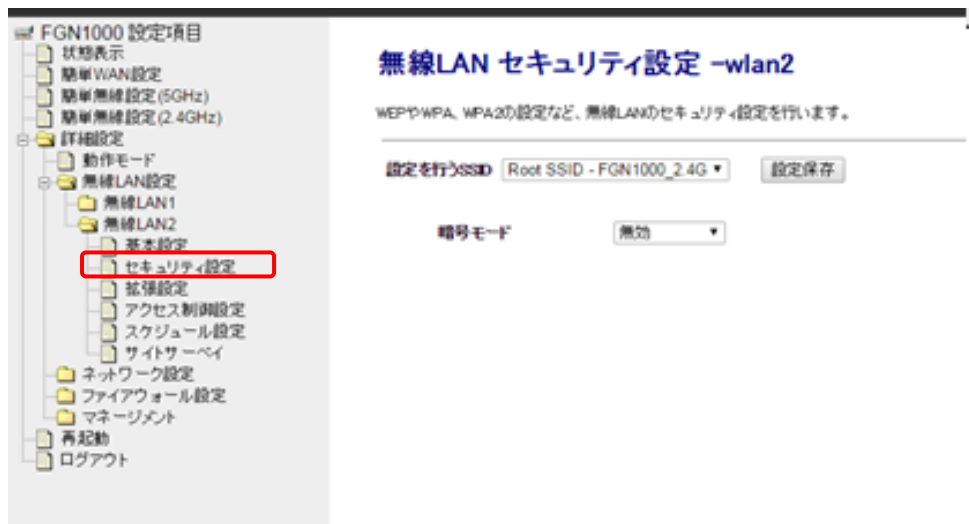 FGN1000 設定項目
状態表示
簡単WAN設定
簡単無線設定(5GHz)
簡単無線設定(2.4GHz)
詳細設定
動作モード
無線LAN設定
無線LAN1
無線LAN2
基本設定
セキュリティ設定
拡張設定
アクセス制御設定
スケジュール設定
サイトサーベイ
ネットワーク設定
ファイアウォール設定
マネージメント
再起動
ログアウト
無線LAN セキュリティ設定 -wlan2
WEPやWPA、WPA2の設定など、無線LANのセキュリティ設定を行います。
設定を行うSSID Root SSID - FGN1000_2.4G 設定保存
暗号モード 無効